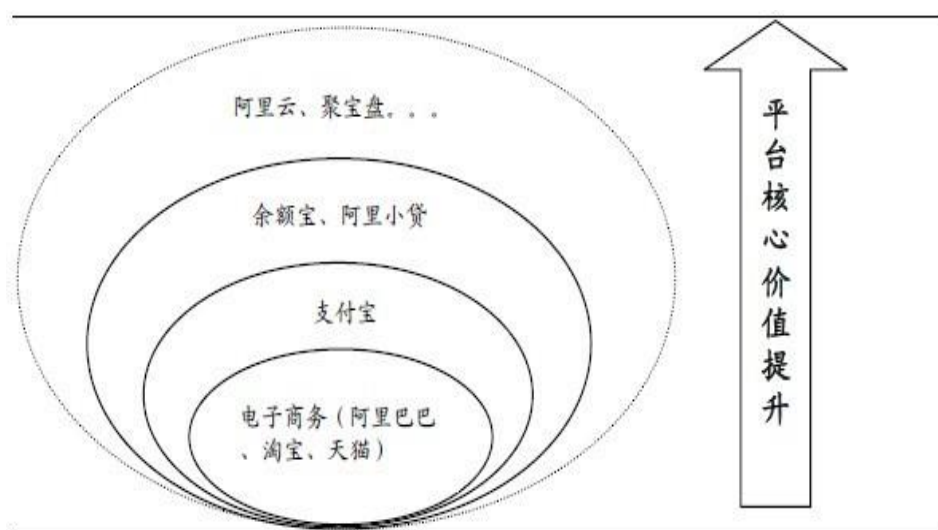 阿里云、聚宝盘。。。
余额宝、阿里小贷
支付宝
电子商务（阿里巴巴
、淘宝、天猫）
平台核心价值提升